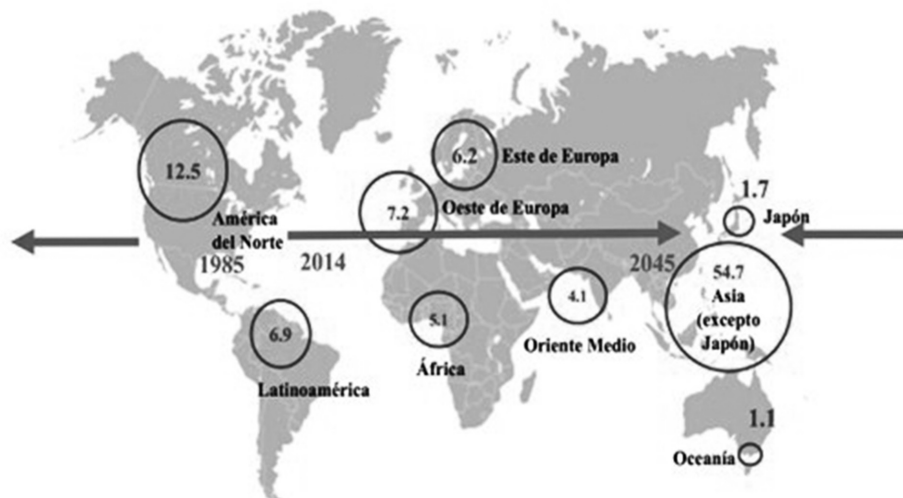 12.5
América
del Norte
1985
2014
6.2
Este de Europa
7.2
Oeste de Europa
1.7
Japón
2045
54.7
Asia
(excepto
Japón)
4.1
Oriente Medio
5.1
África
6.9
Latinoamérica
1.1
Oceanía